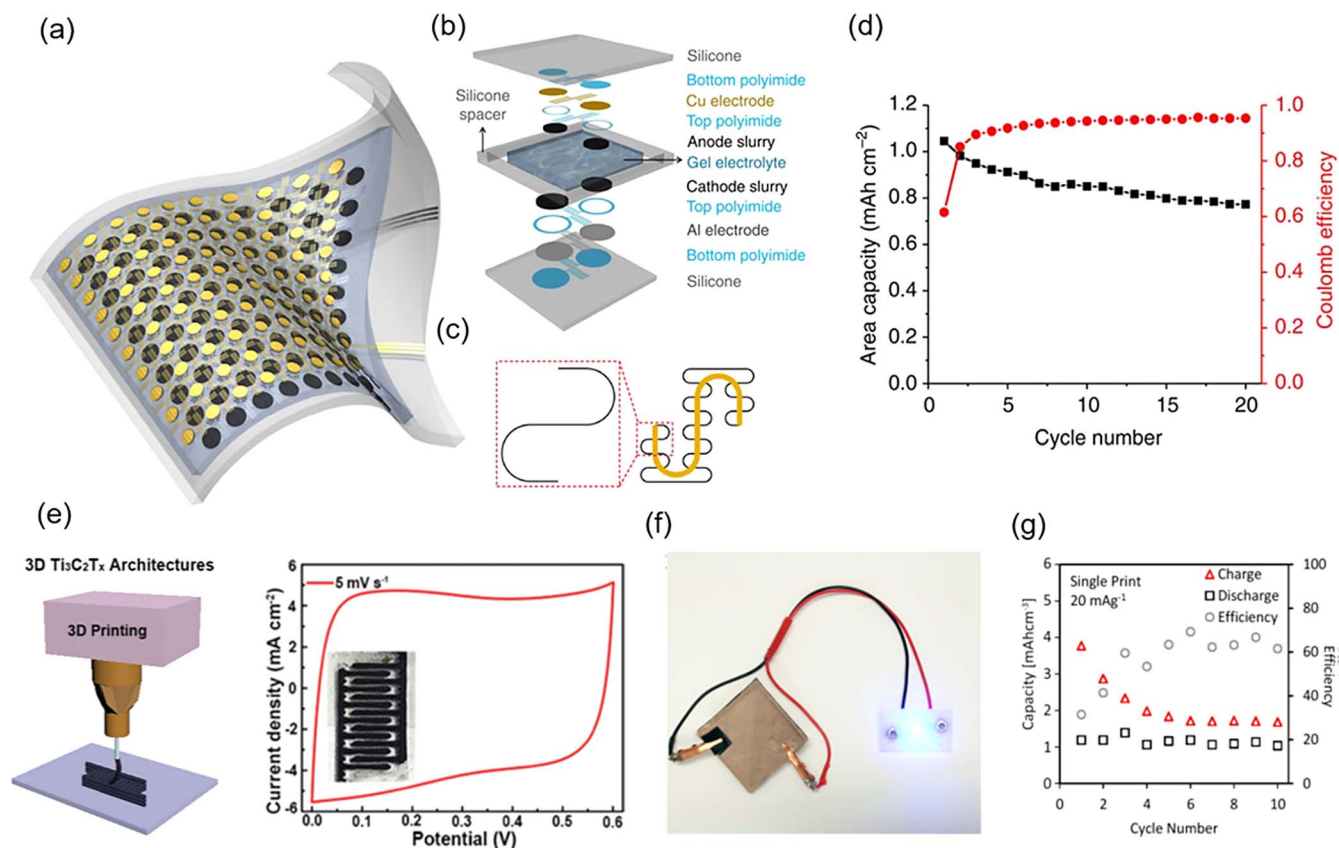 (a)
(b)
Silicone
Bottom polyimide
Cu electrode
Top polyimide
Anode slurry
Gel electrolyte
Cathode slurry
Top polyimide
Al electrode
Bottom polyimide
Silicone
Silicone
spacer
(c)
(d)
Area capacity (mAh cm⁻²)
1.2
1.0
0.8
0.6
0.4
0.2
0.0
0
5
10
15
20
Cycle number
1.0
0.8
0.6
0.4
0.2
0.0
Coulomb efficiency
(e)
3D Ti₃C₂Tₓ Architectures
3D Printing
Current density (mA cm⁻²)
6
4
2
0
-2
-4
-6
5 mV s⁻¹
0.0
0.1
0.2
0.3
0.4
0.5
0.6
Potential (V)
(f)
(g)
Capacity [mAhcm⁻³]
6
5
4
3
2
1
0
Single Print
20 mAg⁻¹
Charge
Discharge
Efficiency
0
2
4
6
8
10
Cycle Number
100
80
60
40
20
0
Efficiency